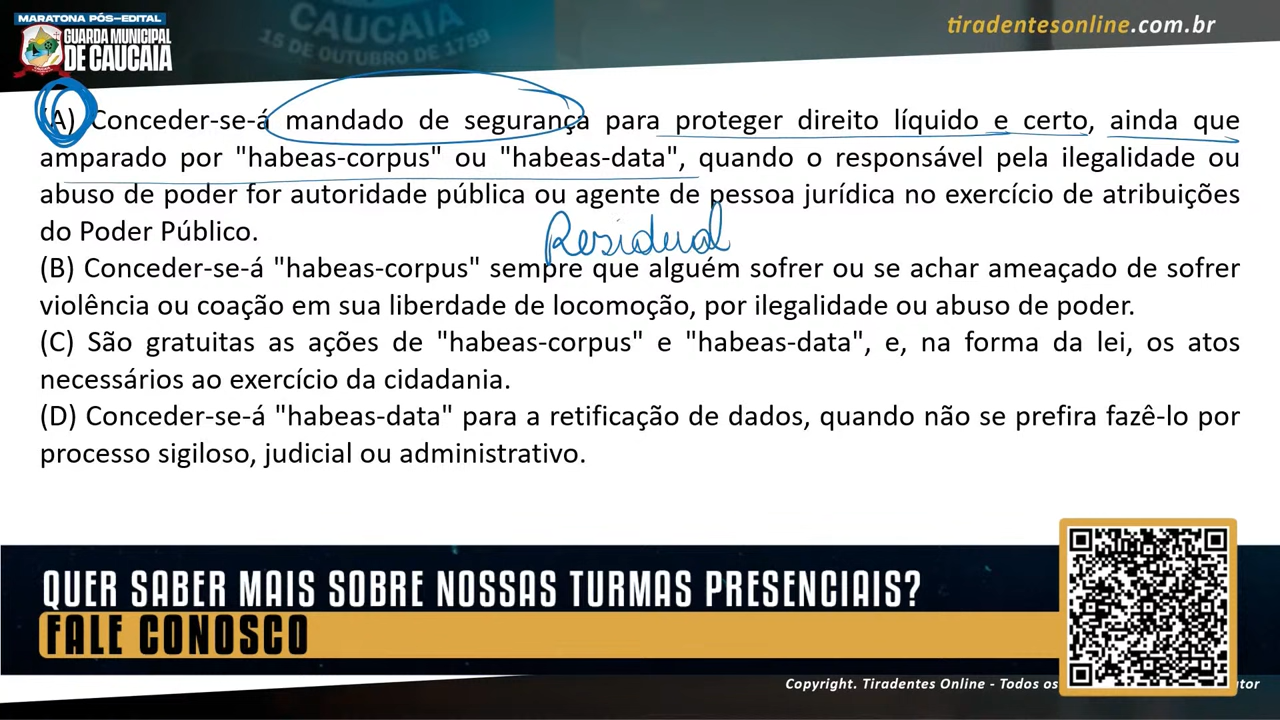 MARATONA PÓS-EDITAL
GUARDA MUNICIPAL
DE CAUCAIA
CAUCAIA
15 DE OUTUBRO DE 1759
tiradentesonline.com.br
(A) Conceder-se-á mandado de segurança para proteger direito líquido e certo, ainda que
amparado por "habeas-corpus" ou "habeas-data", quando o responsável pela ilegalidade ou
abuso de poder for autoridade pública ou agente de pessoa jurídica no exercício de atribuições
do Poder Público.
Residual
(B) Conceder-se-á "habeas-corpus" sempre que alguém sofrer ou se achar ameaçado de sofrer
violência ou coação em sua liberdade de locomoção, por ilegalidade ou abuso de poder.
(C) São gratuitas as ações de "habeas-corpus" e "habeas-data", e, na forma da lei, os atos
necessários ao exercício da cidadania.
(D) Conceder-se-á "habeas-data" para a retificação de dados, quando não se prefira fazê-lo por
processo sigiloso, judicial ou administrativo.
QUER SABER MAIS SOBRE NOSSAS TURMAS PRESENCIAIS?
FALE CONOSCO
Copyright. Tiradentes Online - Todos os